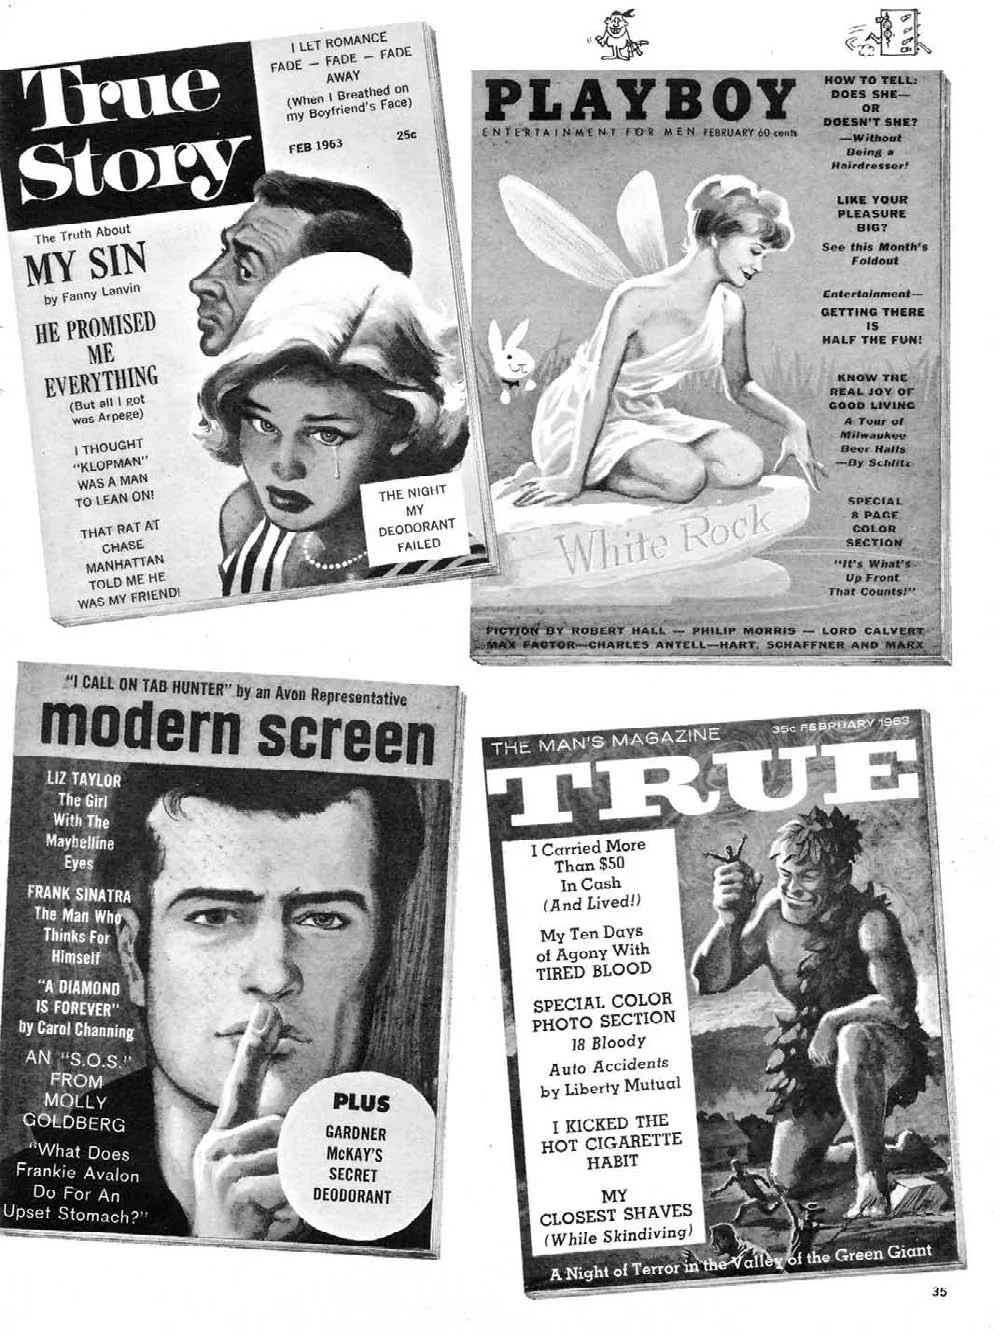 True
Story
I LET ROMANCE
FADE — FADE — FADE
AWAY
(When I Breathed on
my Boyfriend's Face)
FEB 1963
25c
The Truth About
MY SIN
by Fanny Lanvin
HE PROMISED
ME
EVERYTHING
(But all I got
was Arpege)
I THOUGHT
"KLOPMAN"
WAS A MAN
TO LEAN ON!
THAT RAT AT
CHASE
MANHATTAN
TOLD ME HE
WAS MY FRIEND!
THE NIGHT
MY
DEODORANT
FAILED
PLAYBOY
ENTERTAINMENT FOR MEN FEBRUARY 60 cents
HOW TO TELL:
DOES SHE—
OR
DOESN'T SHE?
—Without
Being a
Hairdresser!
LIKE YOUR
PLEASURE
BIG?
See this Month's
Foldout
Entertainment—
GETTING THERE
IS
HALF THE FUN!
KNOW THE
REAL JOY OF
GOOD LIVING
A Tour of
Milwaukee
Beer Halls
—By Schlitz
SPECIAL
8 PAGE
COLOR
SECTION
"It's What's
Up Front
That Counts!"
White Rock
FICTION BY ROBERT HALL — PHILIP MORRIS — LORD CALVERT
MAX FACTOR—CHARLES ANTELL—HART, SCHAFFNER AND MARX
"I CALL ON TAB HUNTER" by an Avon Representative
modern screen
LIZ TAYLOR
The Girl
With The
Maybelline
Eyes
FRANK SINATRA
The Man Who
Thinks For
Himself
"A DIAMOND
IS FOREVER"
by Carol Channing
AN "S.O.S."
FROM
MOLLY
GOLDBERG
"What Does
Frankie Avalon
Do For An
Upset Stomach?"
PLUS
GARDNER
McKAY'S
SECRET
DEODORANT
THE MAN'S MAGAZINE
35c FEBRUARY 1963
TRUE
I Carried More
Than $50
In Cash
(And Lived!)
My Ten Days
of Agony With
TIRED BLOOD
SPECIAL COLOR
PHOTO SECTION
18 Bloody
Auto Accidents
by Liberty Mutual
I KICKED THE
HOT CIGARETTE
HABIT
MY
CLOSEST SHAVES
(While Skindiving)
A Night of Terror in the Valley of the Green Giant
35